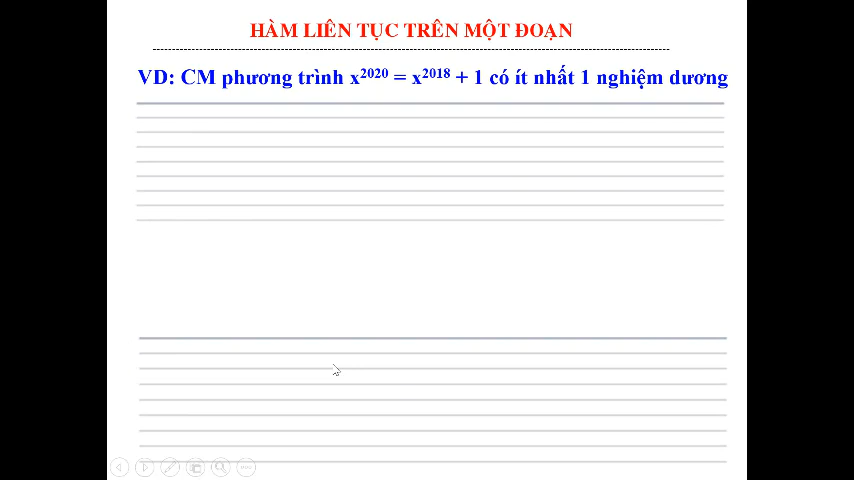 HÀM LIÊN TỤC TRÊN MỘT ĐOẠN
VD: CM phương trình x²⁰²⁰ = x²⁰¹⁸ + 1 có ít nhất 1 nghiệm dương